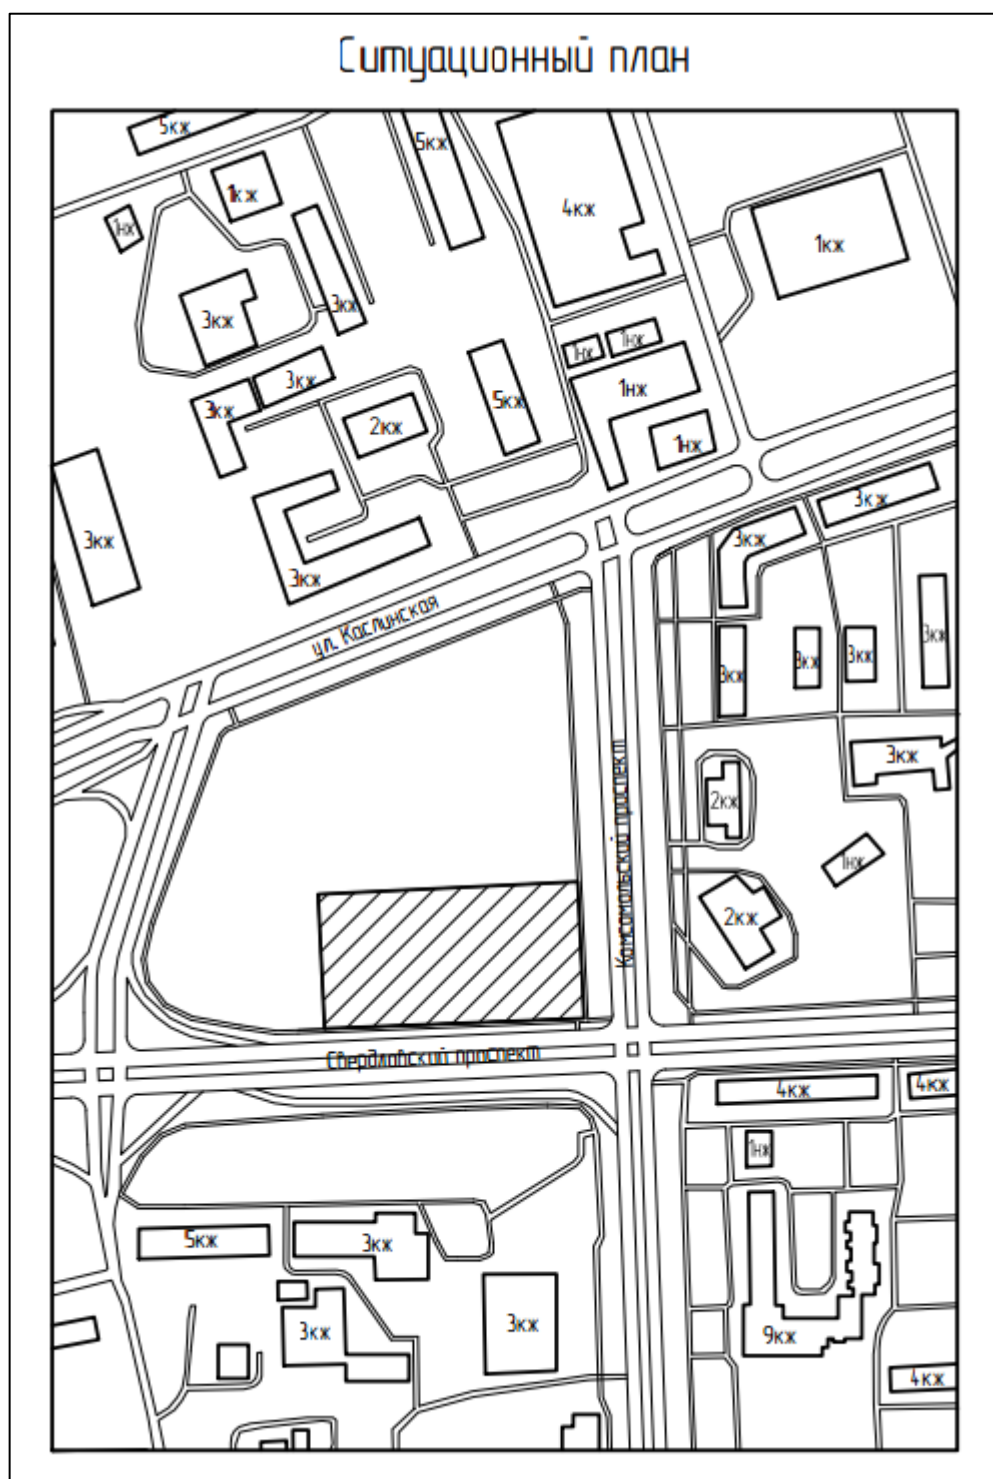 Ситуационный план
5кж
5кж
1кж
4кж
1нж
1кж
3кж
3кж
1нж
1нж
3кж
1нж
3кж
5кж
2кж
1нж
3кж
3кж
3кж
3кж
3кж
ул. Каслинская
3кж
3кж
3кж
3кж
3кж
2кж
Комсомольский проспект
1нж
2кж
Свердловский проспект
4кж
4кж
1нж
5кж
3кж
3кж
3кж
9кж
4кж